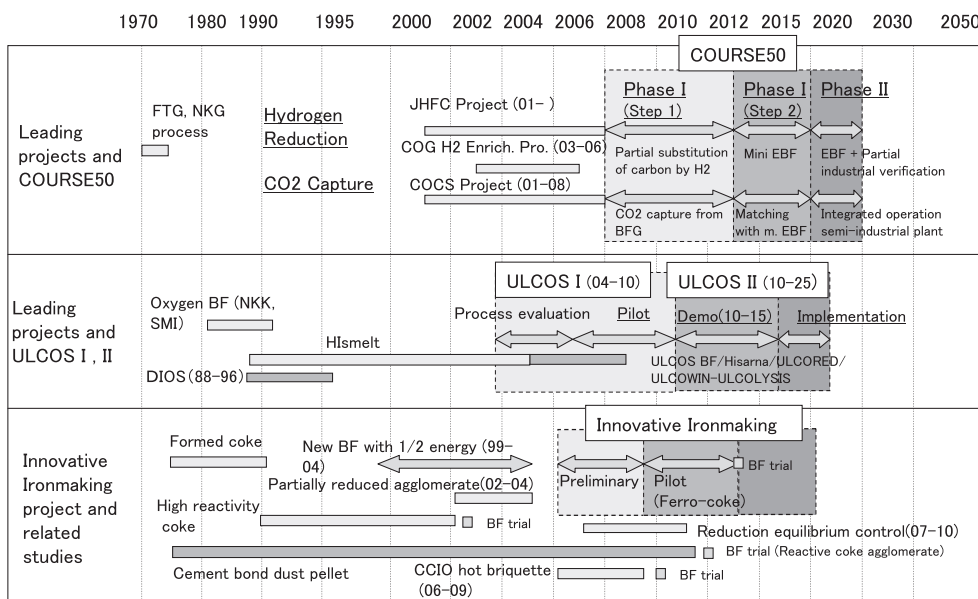 1970 1980 1990 1995 2000 2002 2004 2006 2008 2010 2012 2020 2030 2050
COURSE50
Leading
projects and
COURSE50
FTG, NKG
process
Hydrogen
Reduction
CO2 Capture
JHFC Project (01- )
COG H2 Enrich. Pro. (03-06)
COCS Project (01-08)
Phase I
(Step 1)
Phase I
(Step 2)
Phase II
Partial substitution
of carbon by H2
Mini EBF
EBF + Partial
industrial verification
CO2 capture from
BFG
Matching
with m. EBF
Integrated operation
semi-industrial plant
Leading
projects and
ULCOS I , II
ULCOS I (04-10)
ULCOS II (10-25)
Oxygen BF (NKK,
SMI)
Process evaluation
Pilot
Demo(10-15)
Implementation
HIsmelt
DIOS (88-96)
ULCOS BF/Hisarna/ULCORED/
ULCOWIN-ULCOLYSIS
Innovative
Ironmaking
project and
related
studies
Innovative Ironmaking
Formed coke
New BF with 1/2 energy (99-
04)
Partially reduced agglomerate(02-04)
Preliminary
Pilot
(Ferro-coke)
BF trial
High reactivity
coke
BF trial
Reduction equilibrium control(07-10)
BF trial (Reactive coke agglomerate)
Cement bond dust pellet
CCIO hot briquette
(06-09)
BF trial